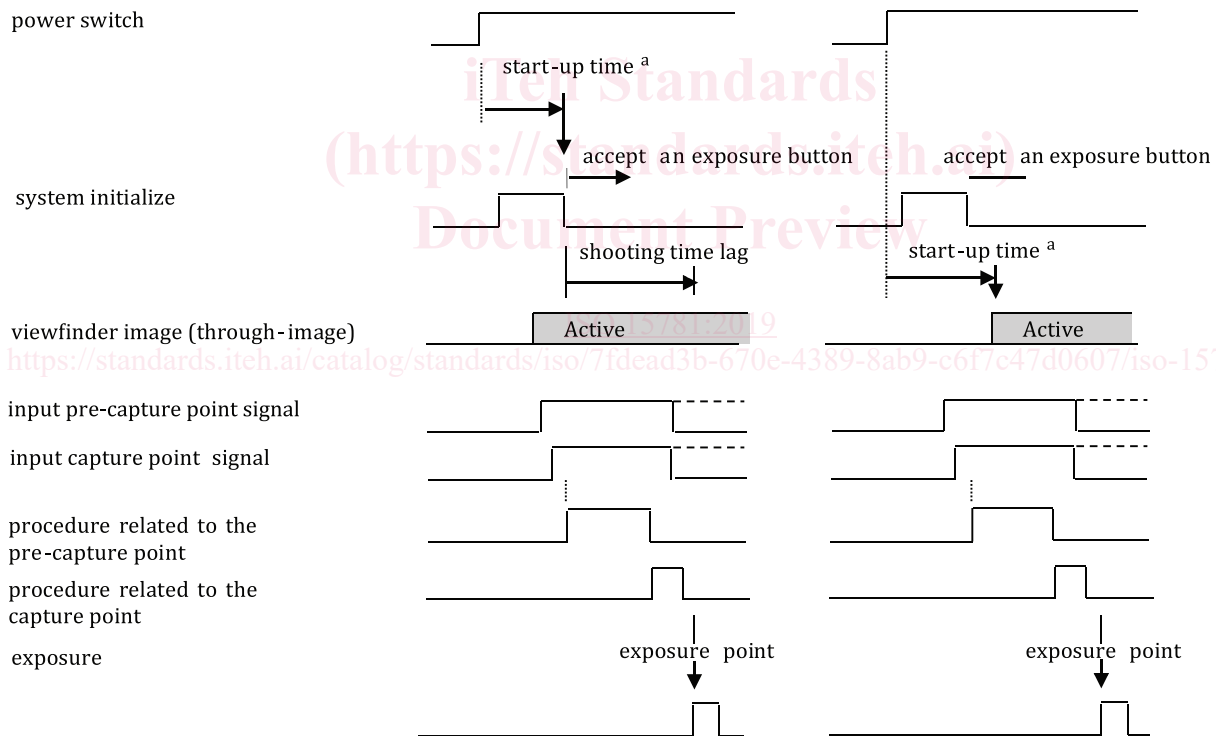 power switch
start-up time a
iTeh Standards
(https://standards.iteh.ai)
accept an exposure button
accept an exposure button
system initialize
Document Preview
shooting time lag
start-up time a
ISO 15781:2019
viewfinder image (through-image)
Active
Active
https://standards.iteh.ai/catalog/standards/iso/7fdead3b-670e-4389-8ab9-c6f7c47d0607/iso-157
input pre-capture point signal
input capture point signal
procedure related to the
pre-capture point
procedure related to the
capture point
exposure
exposure point
exposure point